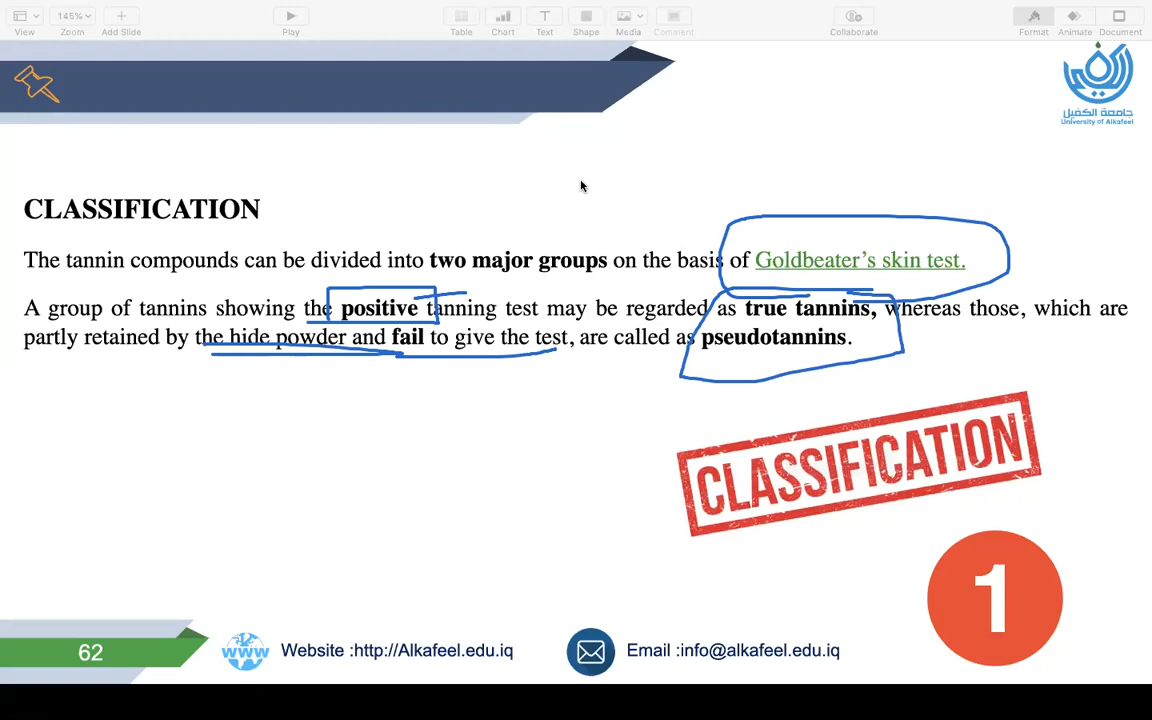 View
145%
Zoom
Add Slide
Play
Table
Chart
Text
Shape
Media
Comment
Collaborate
Format
Animate
Document
جامعة الكفيل
University of Alkafeel
CLASSIFICATION
The tannin compounds can be divided into two major groups on the basis of Goldbeater’s skin test.
A group of tannins showing the positive tanning test may be regarded as true tannins, whereas those, which are
partly retained by the hide powder and fail to give the test, are called as pseudotannins.
CLASSIFICATION
1
62
WWW
Website :http://Alkafeel.edu.iq
Email :info@alkafeel.edu.iq